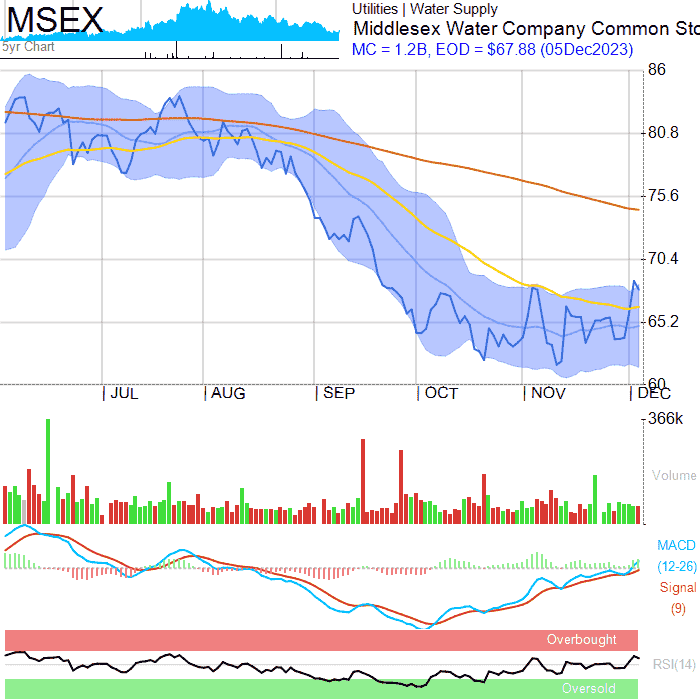 MSEX
5yr Chart
Utilities | Water Supply
Middlesex Water Company Common Sto
MC = 1.2B, EOD = $67.88 (05Dec2023)
86
80.8
75.6
70.4
65.2
60
JUL AUG SEP OCT NOV DEC
366k
Volume
MACD
(12-26)
Signal
(9)
Overbought
RSI(14)
Oversold